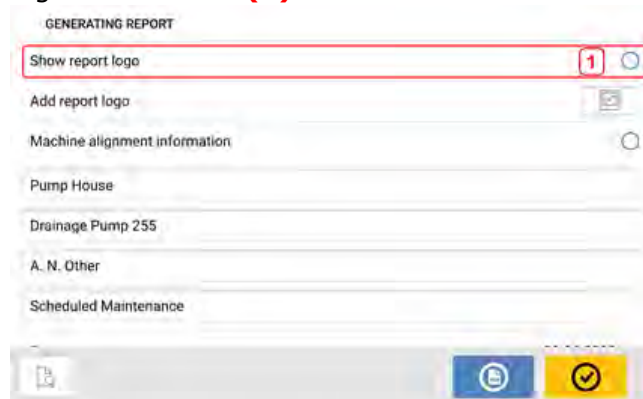 GENERATING REPORT
Show report logo 1
Add report logo
Machine alignment information
Pump House
Drainage Pump 255
A. N. Other
Scheduled Maintenance